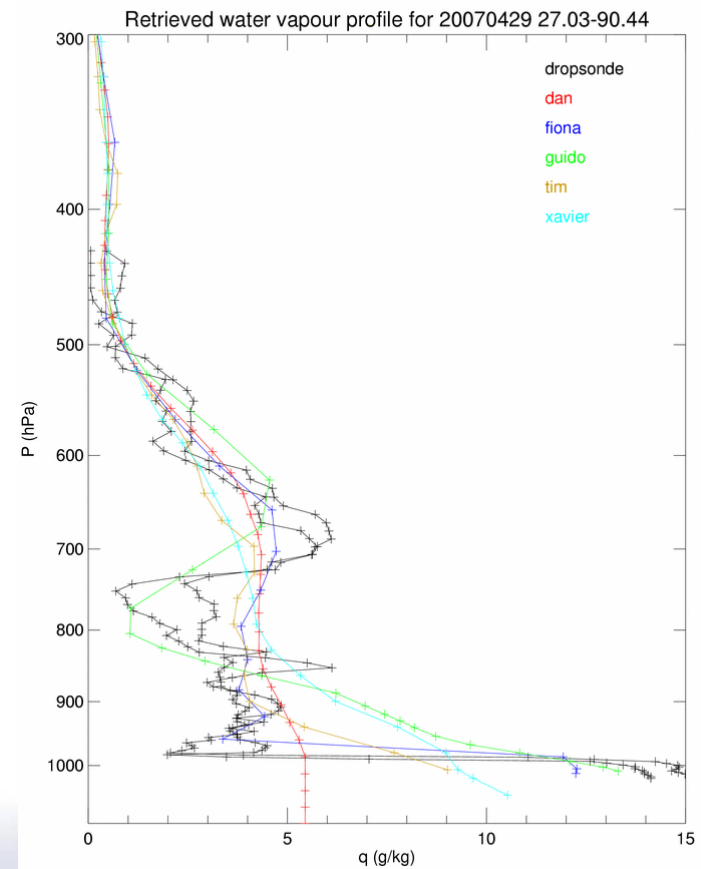 Retrieved water vapour profile for 20070429 27.03-90.44
300
400
500
600
700
800
900
1000
P (hPa)
dropsonde
dan
fiona
guido
tim
xavier
0
5
10
15
q (g/kg)